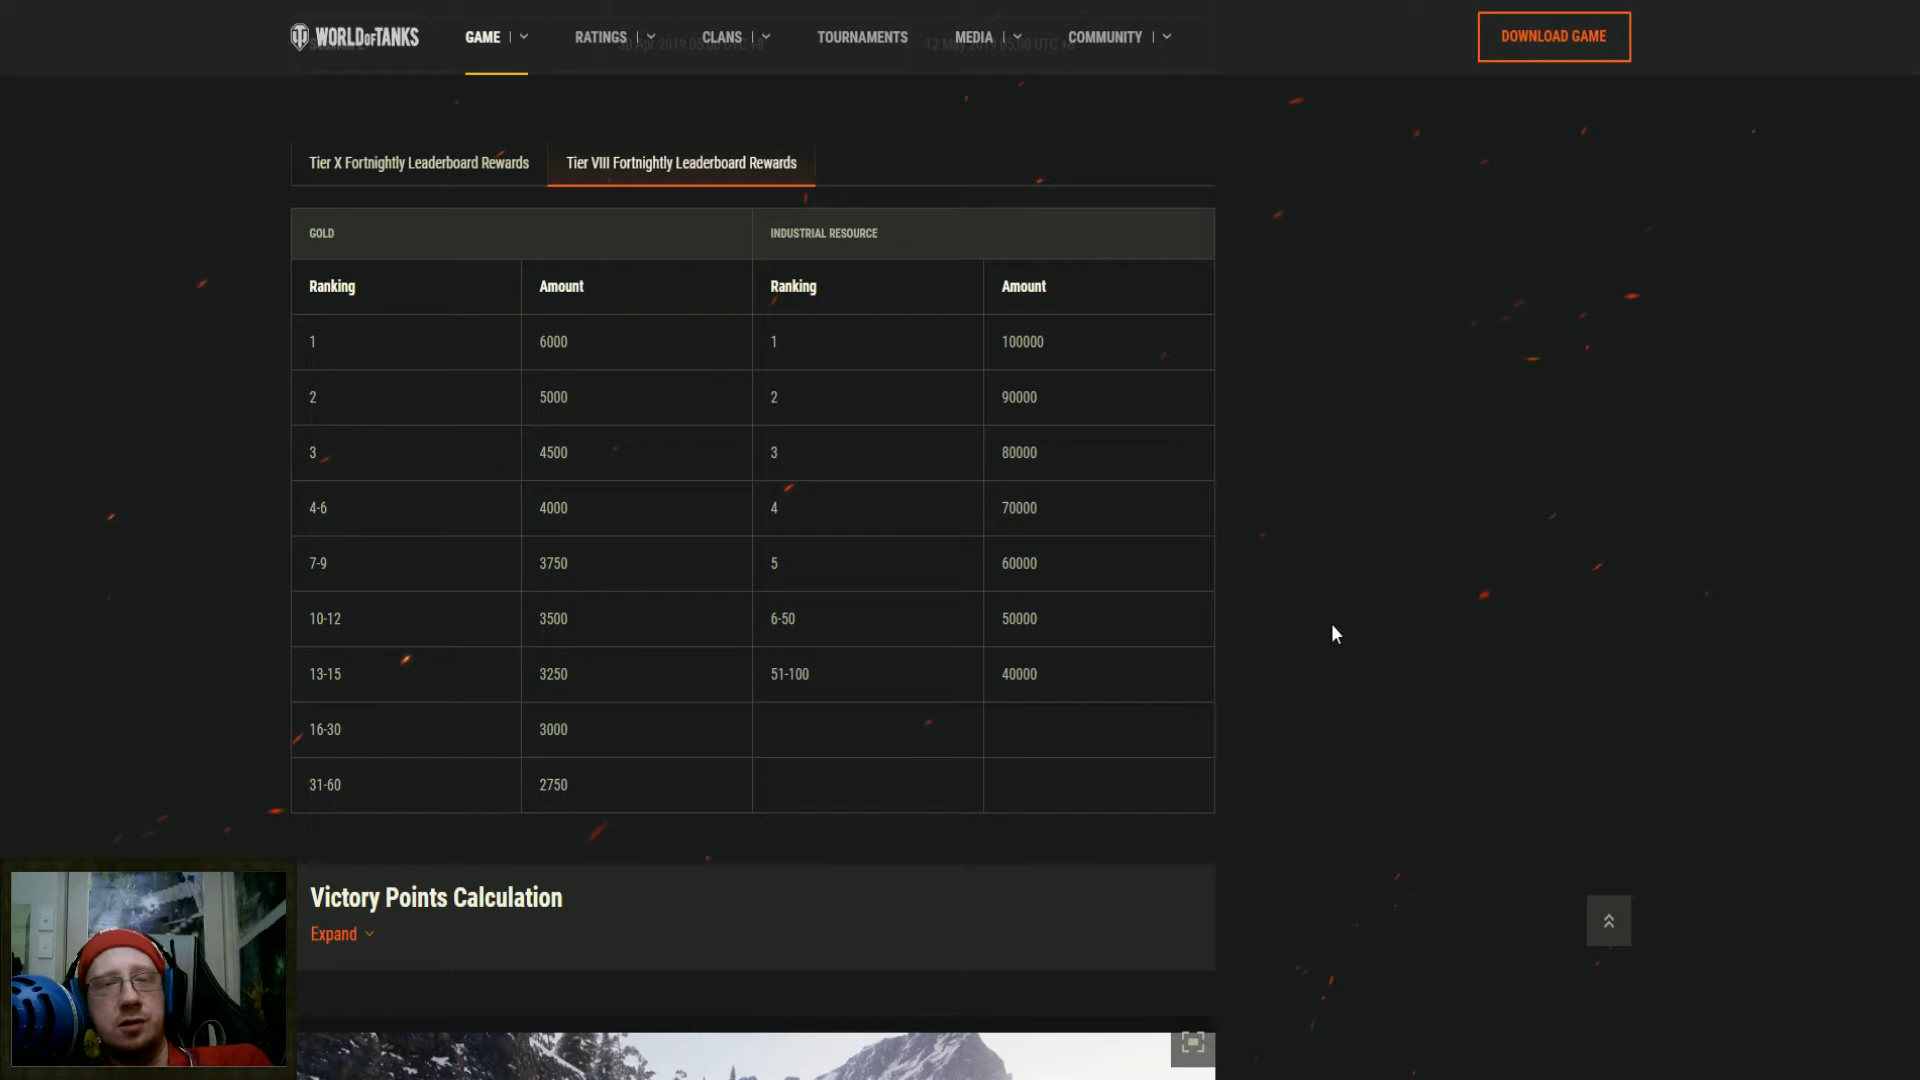 WORLD OF TANKS
GAME
RATINGS
CLANS
TOURNAMENTS
MEDIA
COMMUNITY
DOWNLOAD GAME
Tier X Fortnightly Leaderboard Rewards
Tier VIII Fortnightly Leaderboard Rewards
GOLD INDUSTRIAL RESOURCE
Ranking Amount Ranking Amount
1 6000 1 100000
2 5000 2 90000
3 4500 3 80000
4-6 4000 4 70000
7-9 3750 5 60000
10-12 3500 6-50 50000
13-15 3250 51-100 40000
16-30 3000
31-60 2750
Victory Points Calculation
Expand